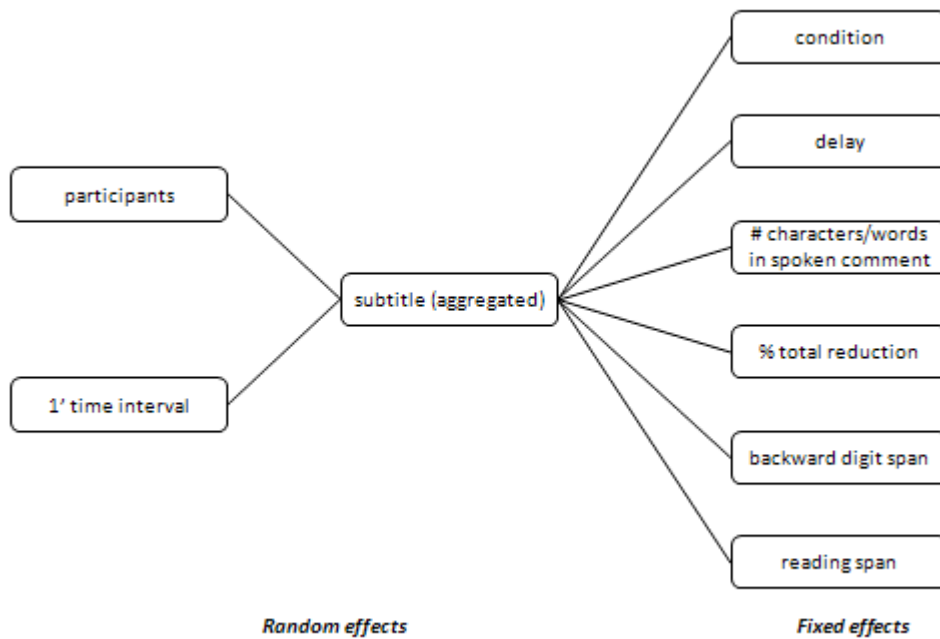 condition
delay
participants
# characters/words
in spoken comment
subtitle (aggregated)
% total reduction
1’ time interval
backward digit span
reading span
Random effects
Fixed effects